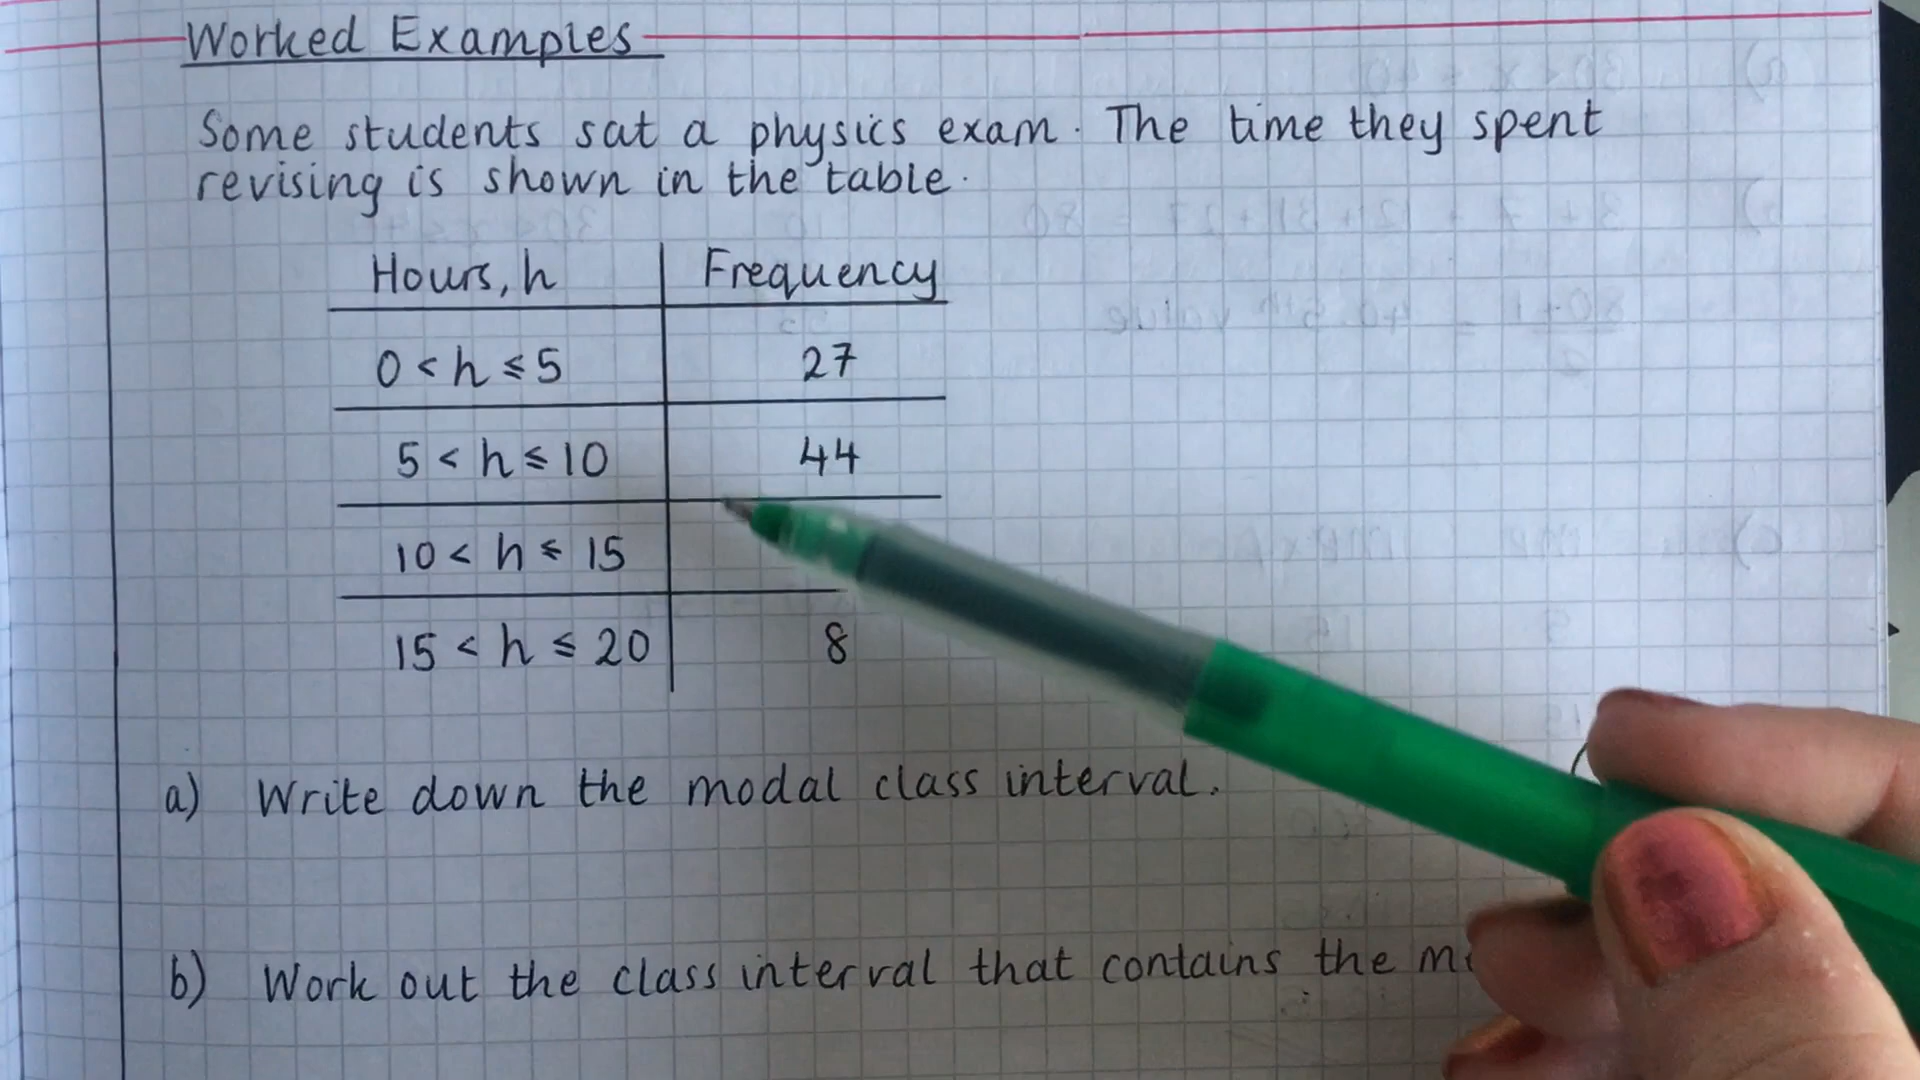 Worked Examples
Some students sat a physics exam. The time they spent
revising is shown in the table.
Hours, h Frequency
0 < h ≤ 5 27
5 < h ≤ 10 44
10 < h ≤ 15
15 < h ≤ 20 8
a) Write down the modal class interval.
b) Work out the class interval that contains the